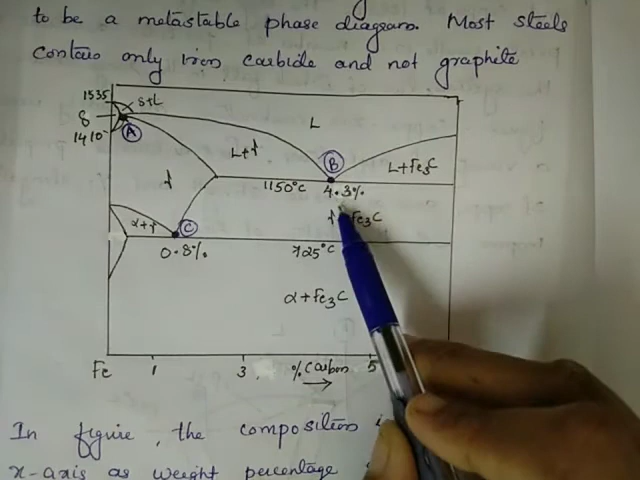 to be a metastable phase diagram. Most steels
contains only iron carbide and not graphite
1535
δ+L
δ
1410
A
L
L+γ
B
L+Fe3C
γ
1150°C 4.3%
γ Fe3C
α+γ
C
0.8%
725°C
α+Fe3C
Fe 1 3 % Carbon 5
→
In figure, the composition
x-axis as weight percentage